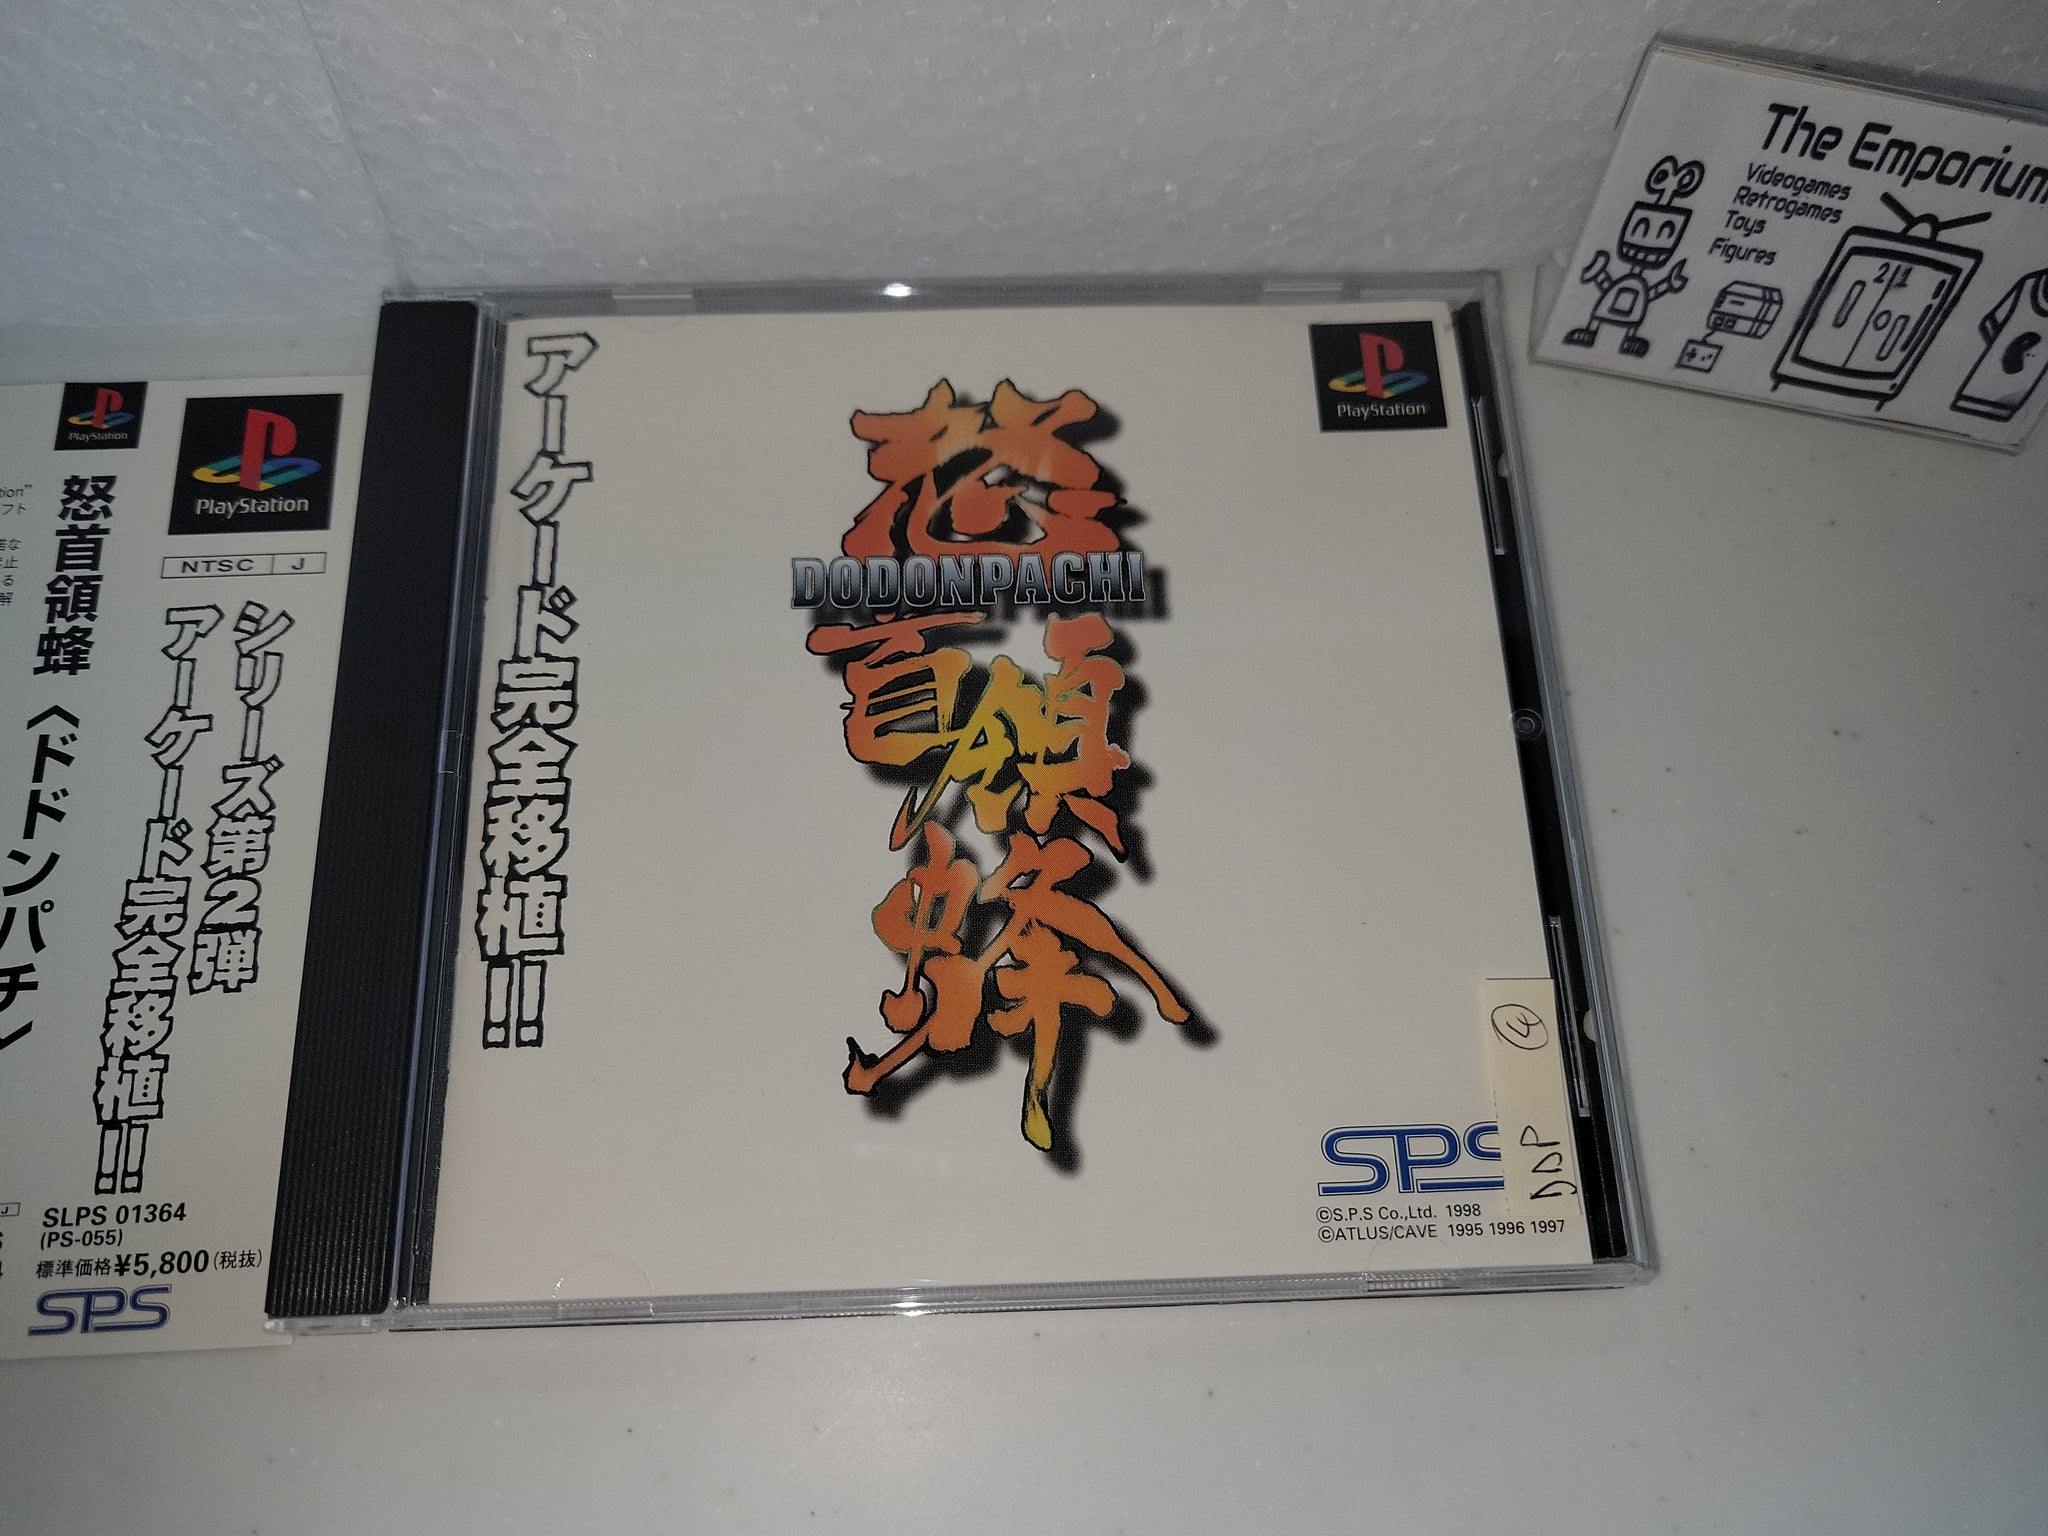 The Emporium
Videogames
Retrogames
Toys
Figures
21
PlayStation
怒首領蜂〈ドドンパチ〉
PlayStation
NTSC J
シリーズ第2弾
アーケード完全移植!!
SLPS 01364
(PS-055)
標準価格¥5,800(税抜)
SPS
アーケード完全移植!!
PlayStation
怒
DODONPACHI
首領
蜂
DDP
SPS
©S.P.S Co.,Ltd. 1998
©ATLUS/CAVE 1995 1996 1997